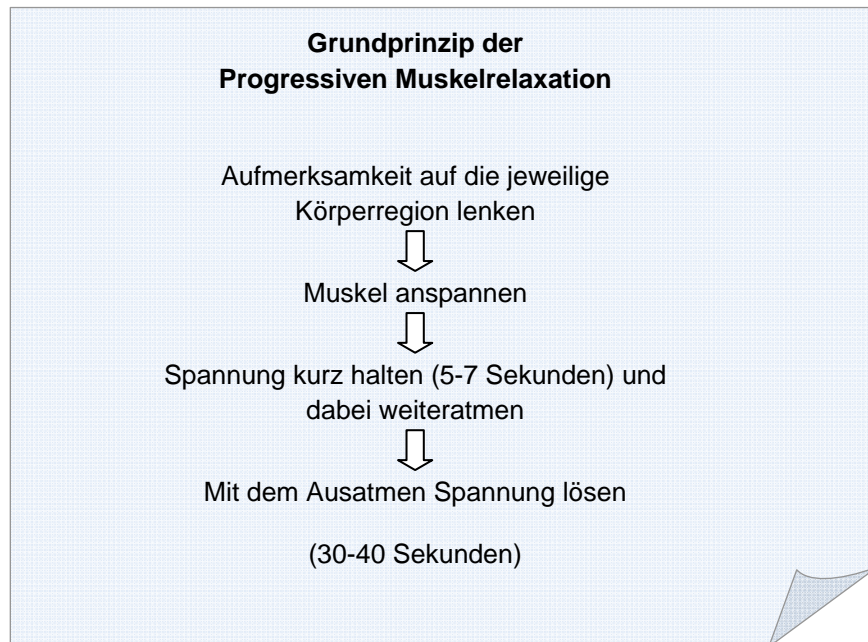 Grundprinzip der
Progressiven Muskelrelaxation
Aufmerksamkeit auf die jeweilige
Körperregion lenken
Muskel anspannen
Spannung kurz halten (5-7 Sekunden) und
dabei weiteratmen
Mit dem Ausatmen Spannung lösen
(30-40 Sekunden)